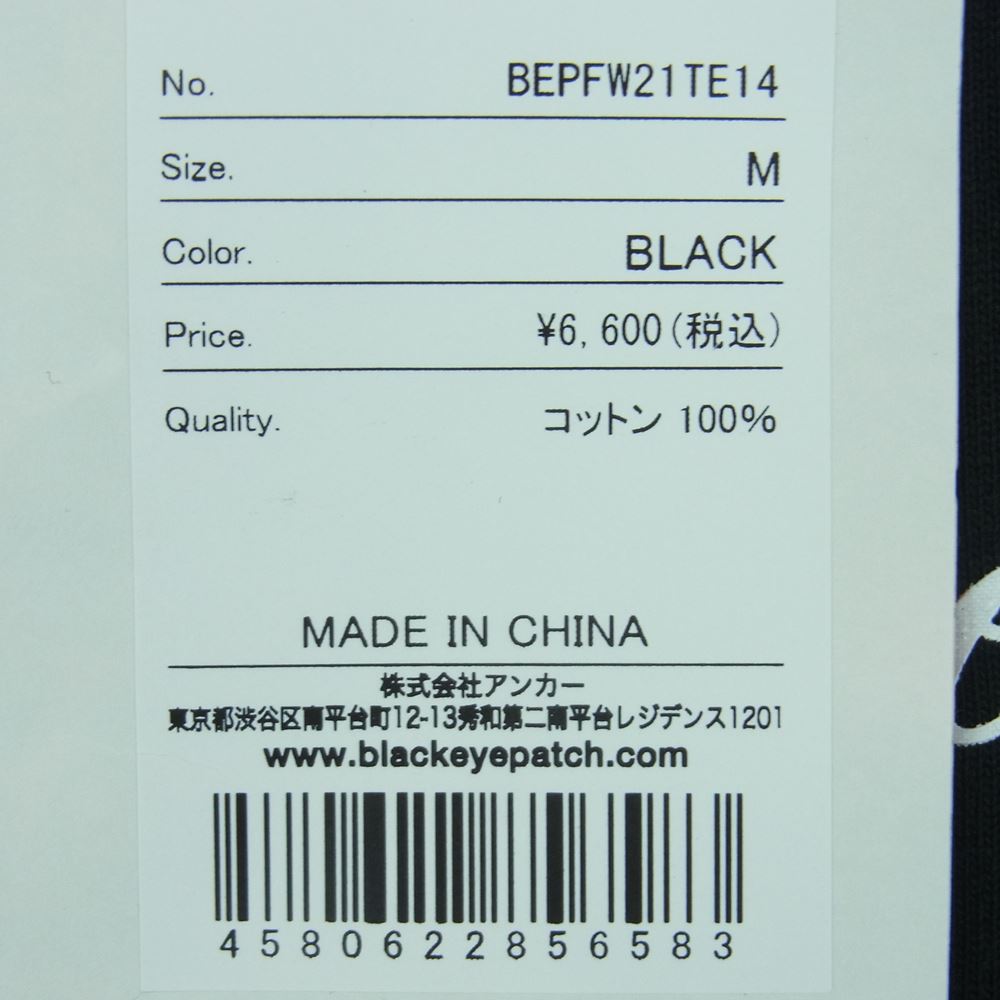 No. BEPFW21TE14
Size. M
Color. BLACK
Price. ¥6,600(税込)
Quality. コットン 100%
MADE IN CHINA
株式会社アンカー
東京都渋谷区南平台町12-13秀和第二南平台レジデンス1201
www.blackeyepatch.com
4580622856583